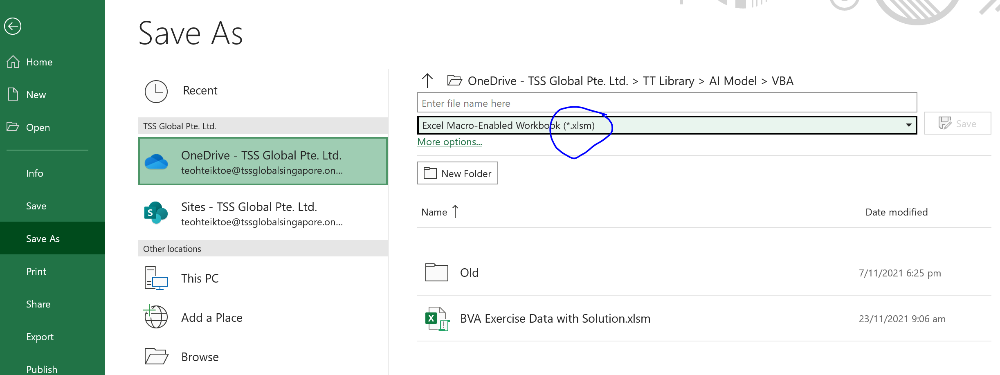 Save As
Home
New
Open
Info
Save
Save As
Print
Share
Export
Publish
Recent
TSS Global Pte. Ltd.
OneDrive - TSS Global Pte. Ltd.
teohteiktoe@tssglobalsingapore.on...
Sites - TSS Global Pte. Ltd.
teohteiktoe@tssglobalsingapore.on...
Other locations
This PC
Add a Place
Browse
OneDrive - TSS Global Pte. Ltd. > TT Library > AI Model > VBA
Enter file name here
Excel Macro-Enabled Workbook (*.xlsm)
Save
More options...
New Folder
Name Date modified
Old 7/11/2021 6:25 pm
BVA Exercise Data with Solution.xlsm 23/11/2021 9:06 am